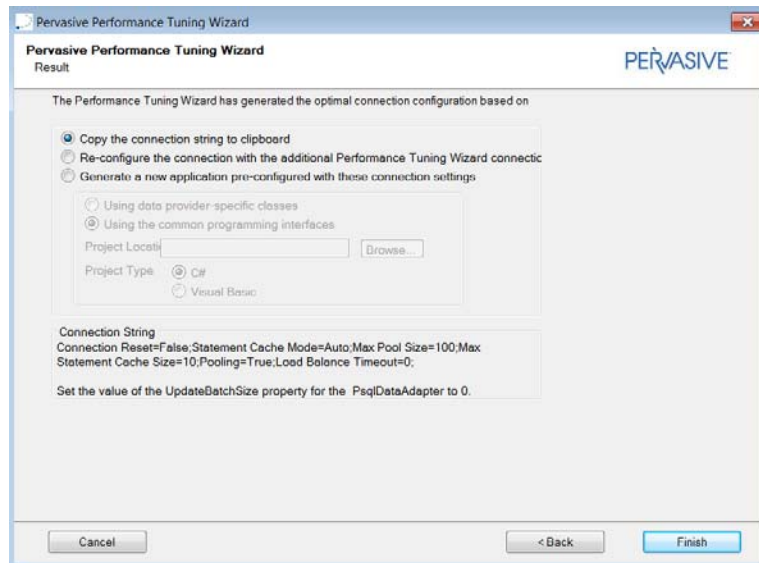 Pervasive Performance Tuning Wizard
Pervasive Performance Tuning Wizard
Result
PERVASIVE
The Performance Tuning Wizard has generated the optimal connection configuration based on
Copy the connection string to clipboard
Re-configure the connection with the additional Performance Tuning Wizard connectic
Generate a new application pre-configured with these connection settings
Using data provider-specific classes
Using the common programming interfaces
Project Locati
Browse...
Project Type
C#
Visual Basic
Connection String
Connection Reset=False;Statement Cache Mode=Auto;Max Pool Size=100;Max
Statement Cache Size=10;Pooling=True;Load Balance Timeout=0;
Set the value of the UpdateBatchSize property for the PsqlDataAdapter to 0.
Cancel
< Back
Finish